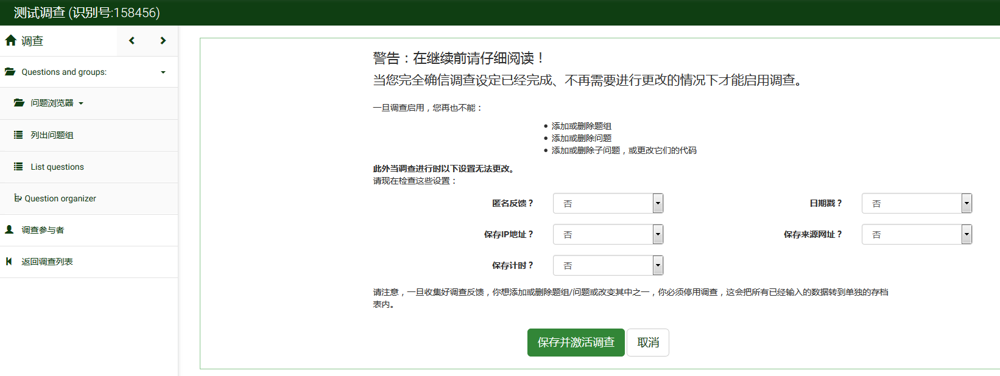 测试调查 (识别号:158456)
调查
Questions and groups:
问题浏览器
列出问题组
List questions
Question organizer
调查参与者
返回调查列表
警告：在继续前请仔细阅读！
当您完全确信调查设定已经完成、不再需要进行更改的情况下才能启用调查。
一旦调查启用，您再也不能：
添加或删除题组
添加或删除问题
添加或删除子问题，或更改它们的代码
此外当调查进行时以下设置无法更改。
请现在检查这些设置：
匿名反馈？ 否 日期戳？ 否
保存IP地址？ 否 保存来源网址？ 否
保存计时？ 否
请注意，一旦收集好调查反馈，你想添加或删除题组/问题或改变其中之一，你必须停用调查，这会把所有已经输入的数据转到单独的存档
表内。
保存并激活调查 取消